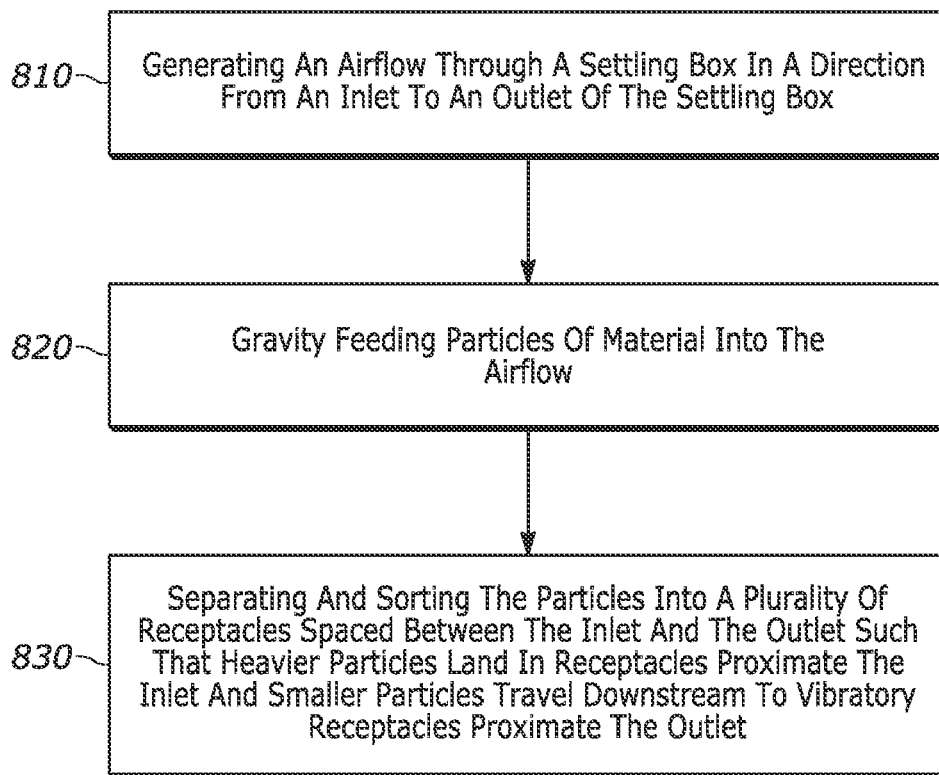 810
Generating An Airflow Through A Settling Box In A Direction
From An Inlet To An Outlet Of The Settling Box
820
Gravity Feeding Particles Of Material Into The
Airflow
830
Separating And Sorting The Particles Into A Plurality Of
Receptacles Spaced Between The Inlet And The Outlet Such
That Heavier Particles Land In Receptacles Proximate The
Inlet And Smaller Particles Travel Downstream To Vibratory
Receptacles Proximate The Outlet